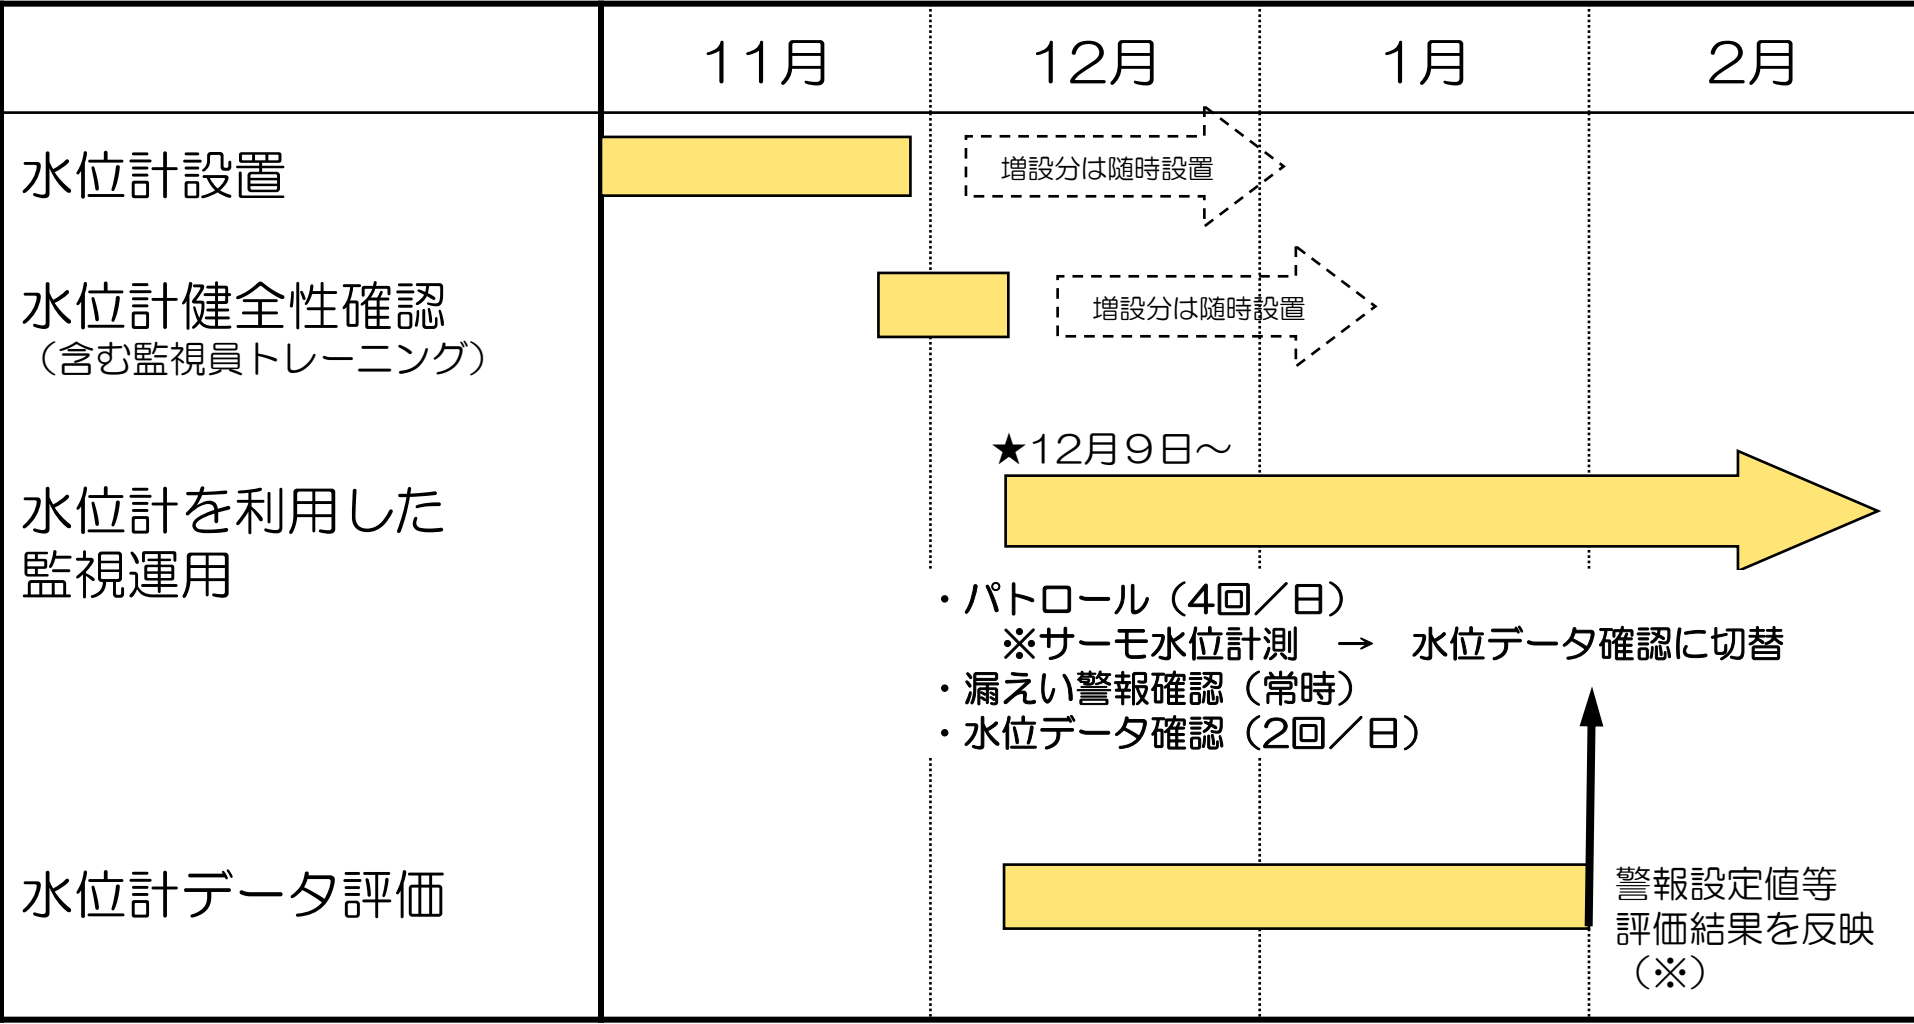 11月
12月
1月
2月
水位計設置
増設分は随時設置
水位計健全性確認
（含む監視員トレーニング）
増設分は随時設置
★12月9日～
水位計を利用した
監視運用
・パトロール（4回／日）
※サーモ水位計測　→　水位データ確認に切替
・漏えい警報確認（常時）
・水位データ確認（2回／日）
水位計データ評価
警報設定値等
評価結果を反映
（※）